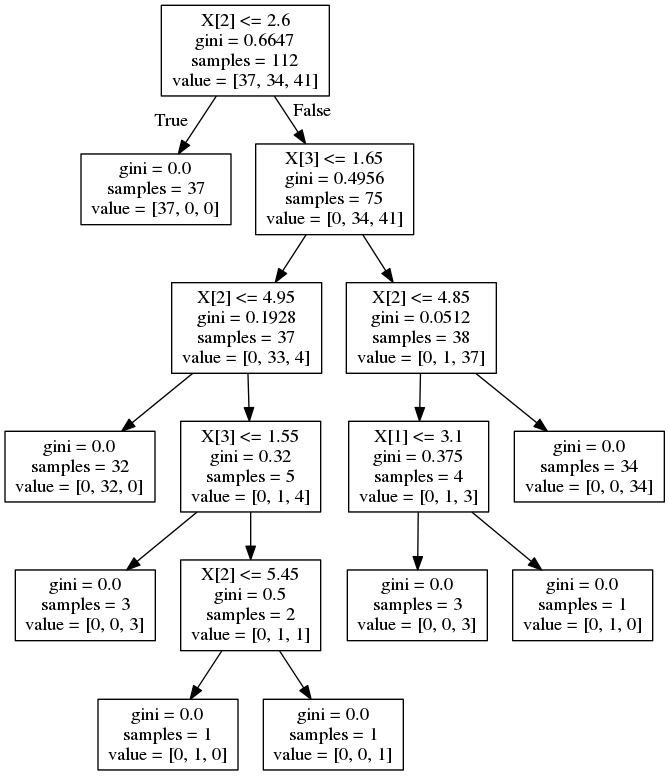 X[2] <= 2.6
gini = 0.6647
samples = 112
value = [37, 34, 41]
True
False
gini = 0.0
samples = 37
value = [37, 0, 0]
X[3] <= 1.65
gini = 0.4956
samples = 75
value = [0, 34, 41]
X[2] <= 4.95
gini = 0.1928
samples = 37
value = [0, 33, 4]
X[2] <= 4.85
gini = 0.0512
samples = 38
value = [0, 1, 37]
gini = 0.0
samples = 32
value = [0, 32, 0]
X[3] <= 1.55
gini = 0.32
samples = 5
value = [0, 1, 4]
X[1] <= 3.1
gini = 0.375
samples = 4
value = [0, 1, 3]
gini = 0.0
samples = 34
value = [0, 0, 34]
gini = 0.0
samples = 3
value = [0, 0, 3]
X[2] <= 5.45
gini = 0.5
samples = 2
value = [0, 1, 1]
gini = 0.0
samples = 3
value = [0, 0, 3]
gini = 0.0
samples = 1
value = [0, 1, 0]
gini = 0.0
samples = 1
value = [0, 1, 0]
gini = 0.0
samples = 1
value = [0, 0, 1]